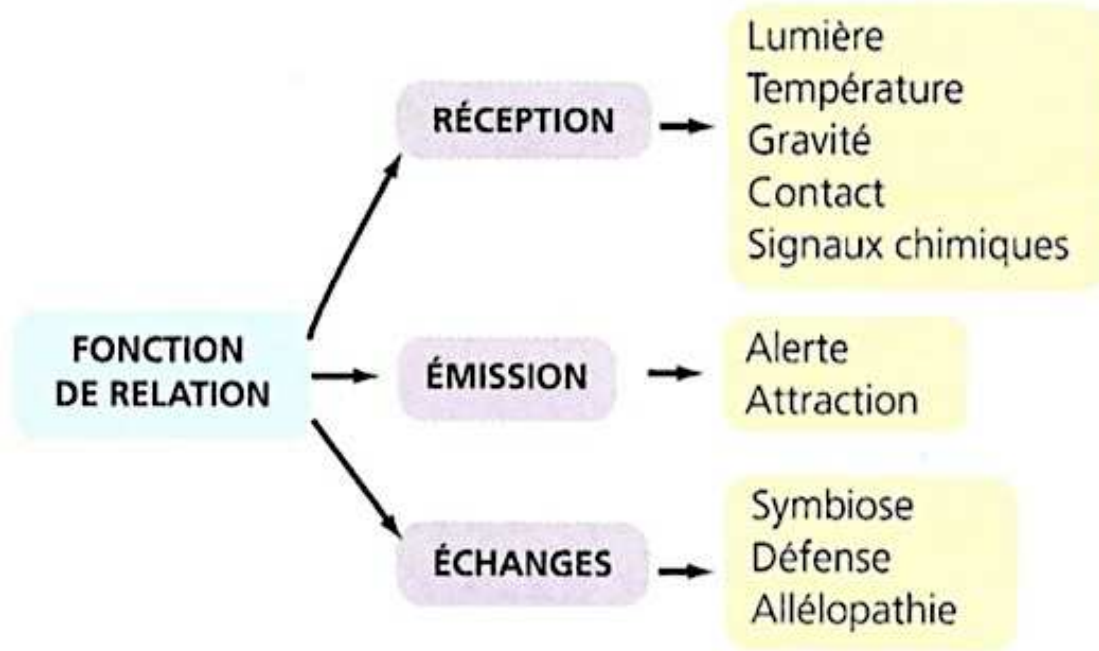 FONCTION
DE RELATION
RÉCEPTION
Lumière
Température
Gravité
Contact
Signaux chimiques
ÉMISSION
Alerte
Attraction
ÉCHANGES
Symbiose
Défense
Allélopathie